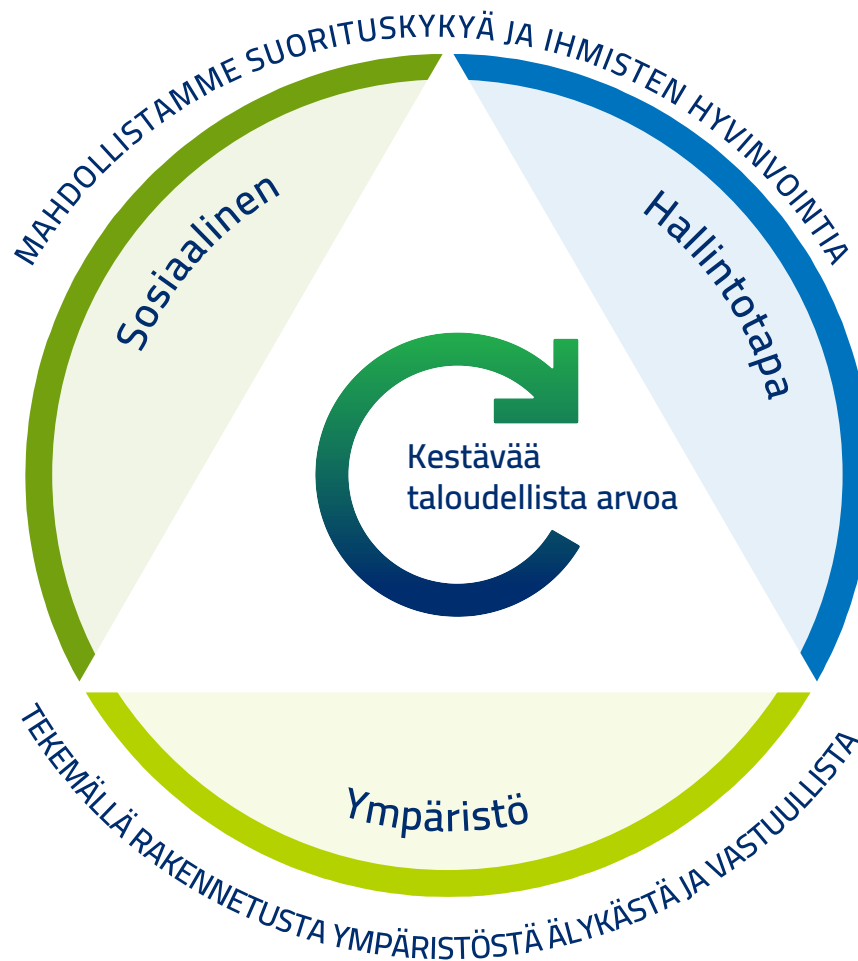 MAHDOLLISTAMME SUORITUSKYKYÄ JA IHMISTEN HYVINVOINTIA
Sosiaalinen
Hallintotapa
Kestävää
taloudellista arvoa
Ympäristö
TEKEMÄLLÄ RAKENNETUSTA YMPÄRISTÖSTÄ ÄLYKÄSTÄ JA VASTUULLISTA